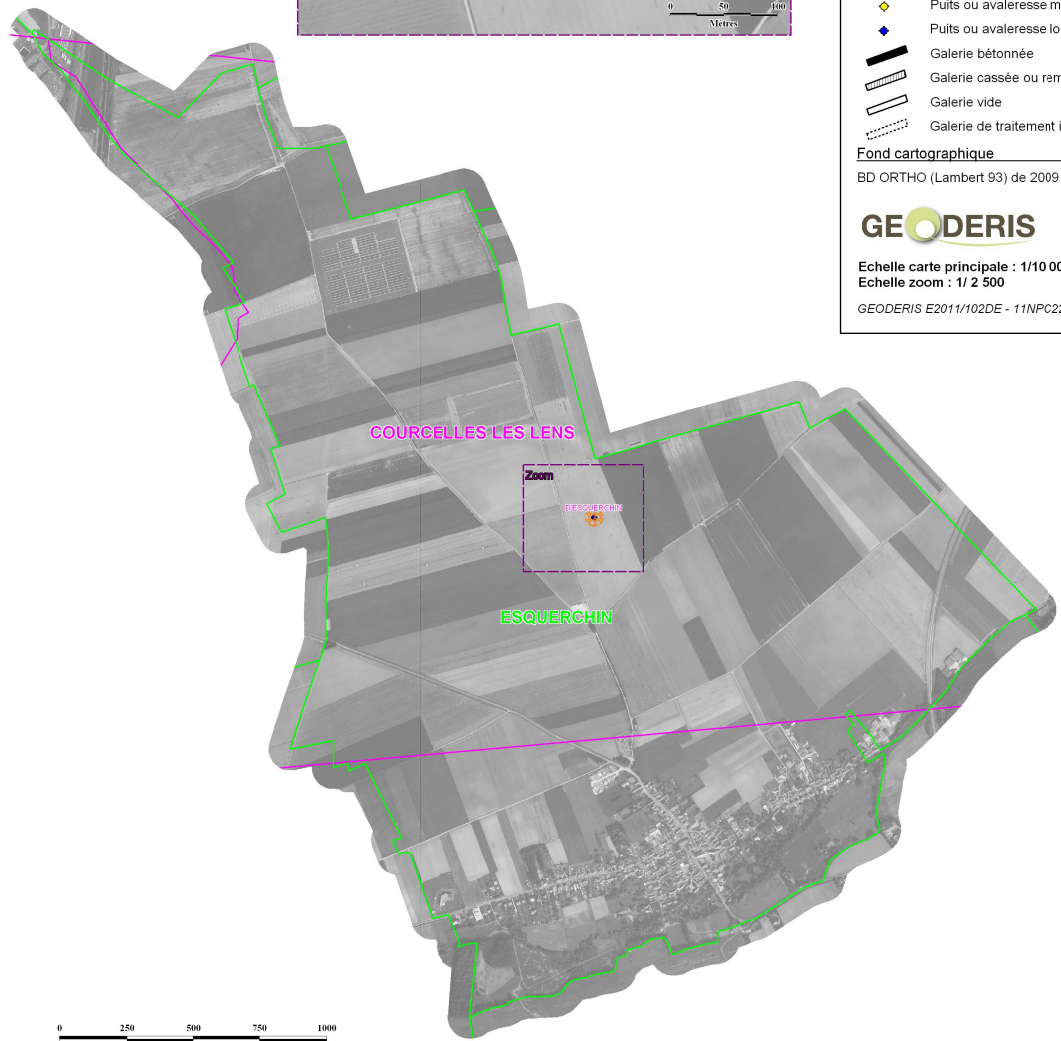 0 50 100
Mètres
Puits ou avaleresse m
Puits ou avaleresse lo
Galerie bétonnée
Galerie cassée ou rem
Galerie vide
Galerie de traitement i
Fond cartographique
BD ORTHO (Lambert 93) de 2009
GEODERIS
Echelle carte principale : 1/10 00
Echelle zoom : 1/ 2 500
GEODERIS E2011/102DE - 11NPC22
COURCELLES LES LENS
Zoom
D'ESQUERCHIN
ESQUERCHIN
0 250 500 750 1000